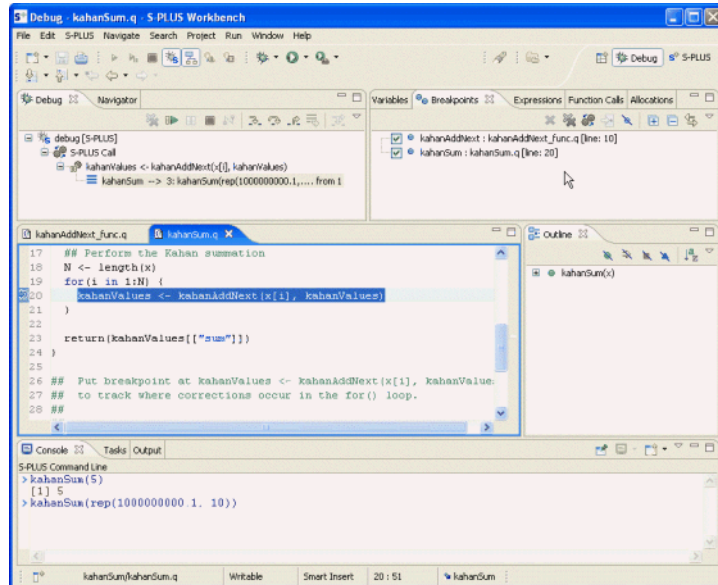 Debug - kahanSum.q - S-PLUS Workbench
File Edit S-PLUS Navigate Search Project Run Window Help
Debug S-PLUS
Debug Navigator
debug [S-PLUS]
S-PLUS Call
kahanValues <- kahanAddNext(x[i], kahanValues)
kahanSum --> 3: kahanSum(rep(1000000000.1,.... from 1
Variables Breakpoints Expressions Function Calls Allocations
kahanAddNext : kahanAddNext_func.q [line: 10]
kahanSum : kahanSum.q [line: 20]
kahanAddNext_func.q kahanSum.q
17 ## Perform the Kahan summation
18 N <- length(x)
19 for(i in 1:N) {
20 kahanValues <- kahanAddNext(x[i], kahanValues)
21 }
22
23 return(kahanValues[["sum"]])
24 }
25
26 ## Put breakpoint at kahanValues <- kahanAddNext(x[i], kahanValue
27 ## to track where corrections occur in the for() loop.
28 ##
Outline
kahanSum(x)
Console Tasks Output
S-PLUS Command Line
> kahanSum(5)
[1] 5
> kahanSum(rep(1000000000.1, 10))
kahanSum/kahanSum.q Writable Smart Insert 20 : 51 kahanSum